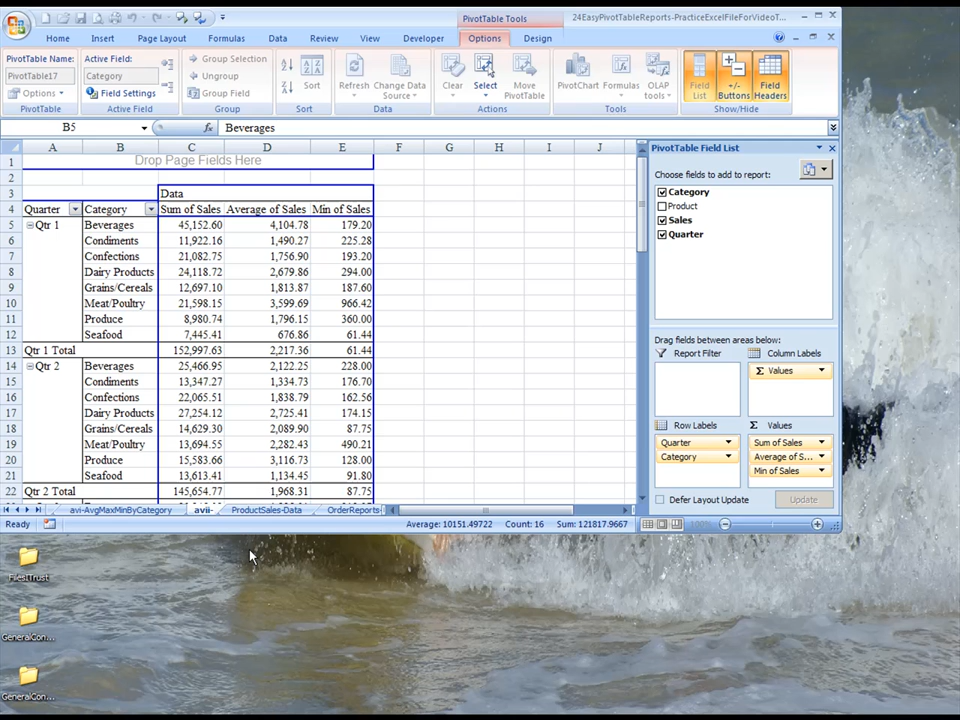 PivotTable Tools
24EasyPivotTableReports-PracticeExcelFileForVideoT...
Home Insert Page Layout Formulas Data Review View Developer Options Design
PivotTable Name:
PivotTable17
Options
PivotTable
Active Field:
Category
Field Settings
Active Field
Group Selection
Ungroup
Group Field
Group
Sort
Sort
Refresh
Change Data Source
Data
Clear
Select
Move PivotTable
Actions
PivotChart
Formulas
OLAP tools
Tools
Field List
+/- Buttons
Field Headers
Show/Hide
B5 fx Beverages
A B C D E F G H I J
1 Drop Page Fields Here
2
3 Data
4 Quarter Category Sum of Sales Average of Sales Min of Sales
5 Qtr 1 Beverages 45,152.60 4,104.78 179.20
6 Condiments 11,922.16 1,490.27 225.28
7 Confections 21,082.75 1,756.90 193.20
8 Dairy Products 24,118.72 2,679.86 294.00
9 Grains/Cereals 12,697.10 1,813.87 187.60
10 Meat/Poultry 21,598.15 3,599.69 966.42
11 Produce 8,980.74 1,796.15 360.00
12 Seafood 7,445.41 676.86 61.44
13 Qtr 1 Total 152,997.63 2,217.36 61.44
14 Qtr 2 Beverages 25,466.95 2,122.25 228.00
15 Condiments 13,347.27 1,334.73 176.70
16 Confections 22,065.51 1,838.79 162.56
17 Dairy Products 27,254.12 2,725.41 174.15
18 Grains/Cereals 14,629.30 2,089.90 87.75
19 Meat/Poultry 13,694.55 2,282.43 490.21
20 Produce 15,583.66 3,116.73 128.00
21 Seafood 13,613.41 1,134.45 91.80
22 Qtr 2 Total 145,654.77 1,968.31 87.75
avi-AvgMaxMinByCategory avii- ProductSales-Data OrderReports-
Ready Average: 10151.49722 Count: 16 Sum: 121817.9667 100%
PivotTable Field List
Choose fields to add to report:
Category
Product
Sales
Quarter
Drag fields between areas below:
Report Filter Column Labels
Σ Values
Row Labels Σ Values
Quarter Sum of Sales
Category Average of S...
Min of Sales
Defer Layout Update Update
FilesITrust
GeneralCon...
GeneralCon...